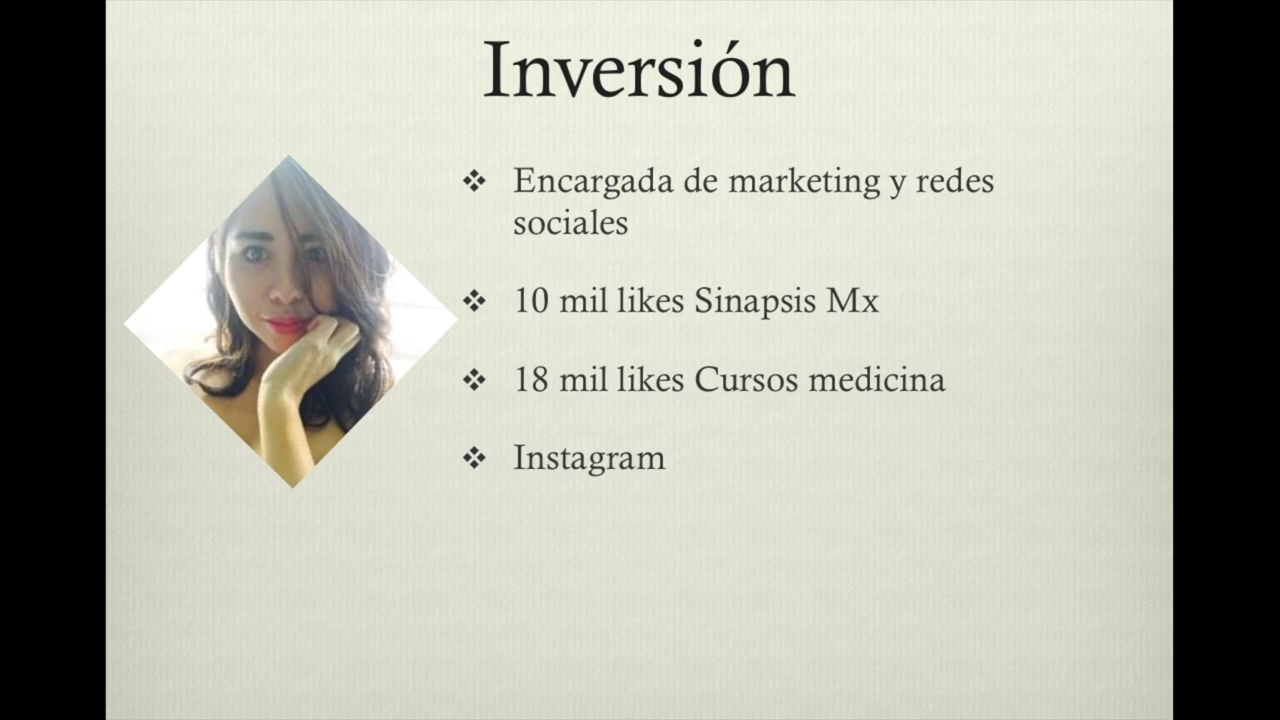 Inversión
Encargada de marketing y redes
sociales
10 mil likes Sinapsis Mx
18 mil likes Cursos medicina
Instagram